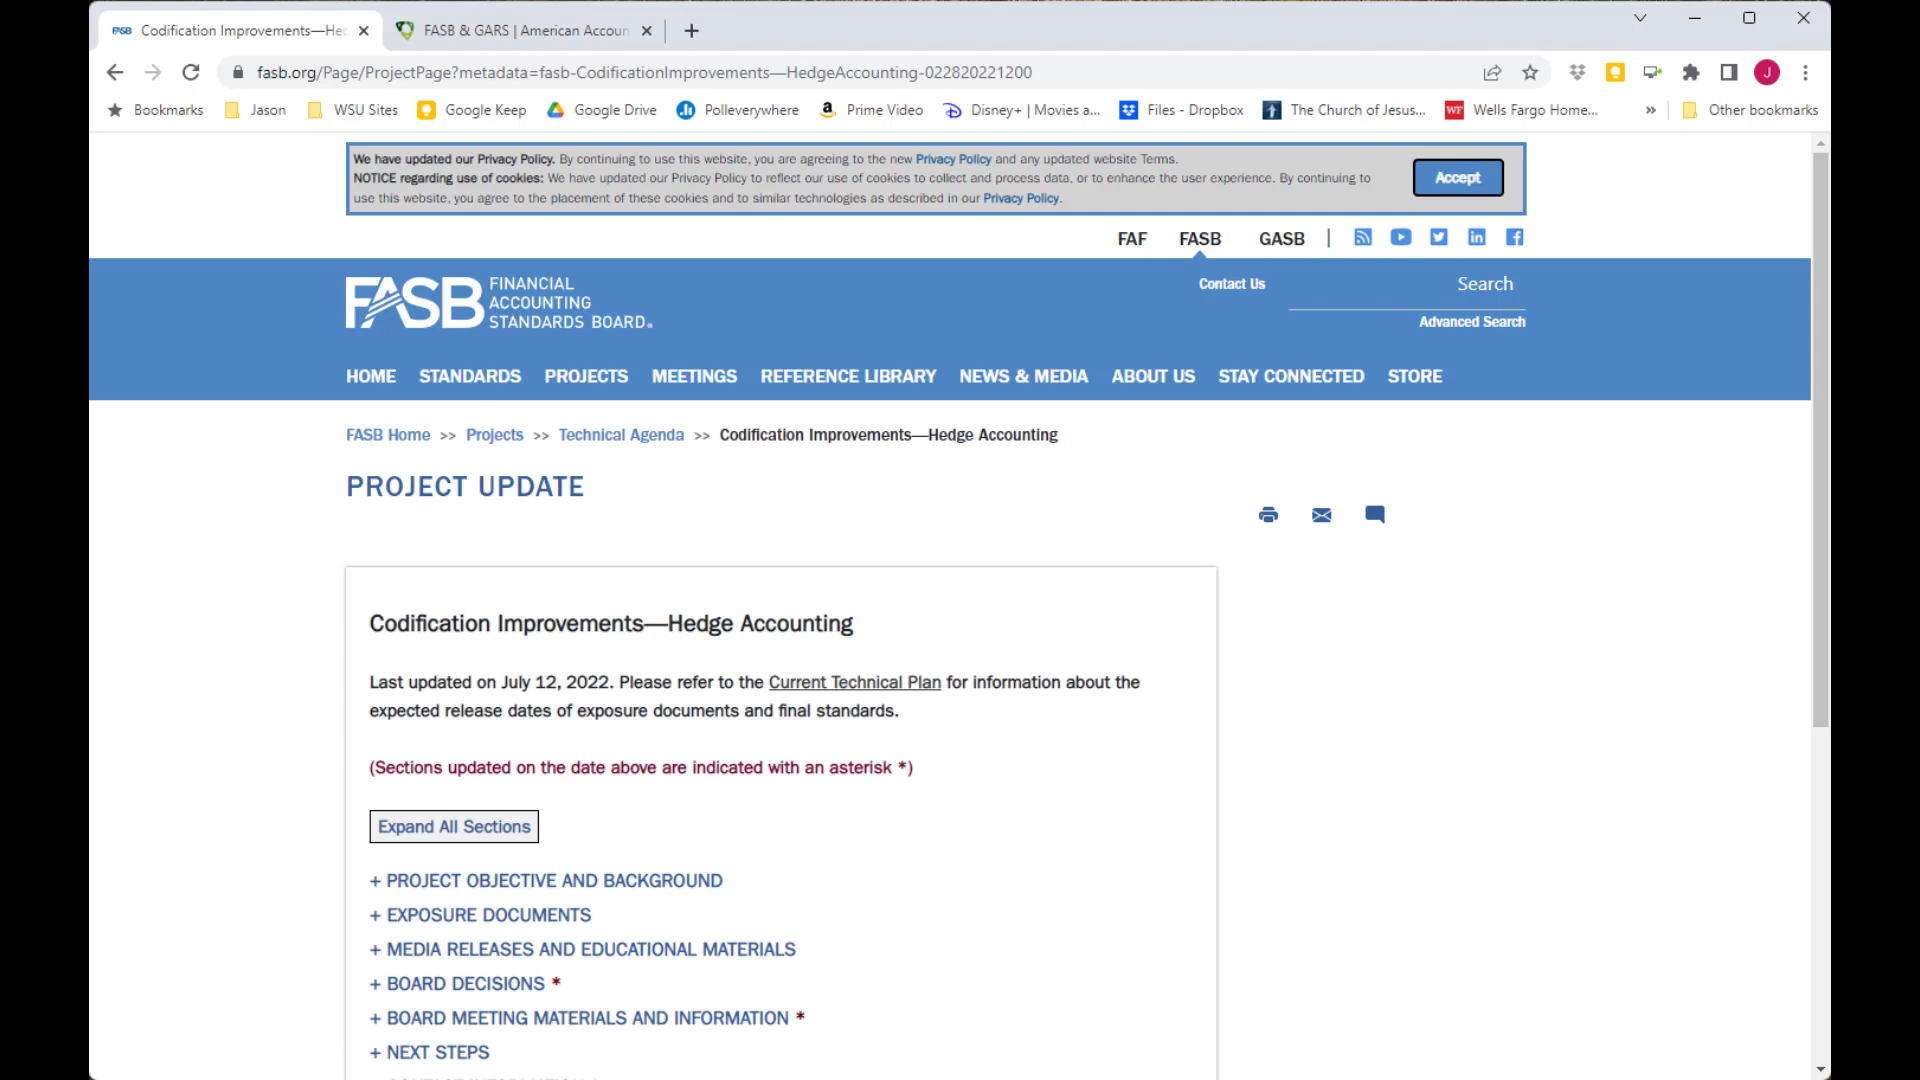 FASB Codification Improvements—Hec
FASB & GARS | American Accoun
fasb.org/Page/ProjectPage?metadata=fasb-CodificationImprovements—HedgeAccounting-022820221200
J
Bookmarks Jason WSU Sites Google Keep Google Drive Polleverywhere a Prime Video Disney+ | Movies a... Files - Dropbox The Church of Jesus... WF Wells Fargo Home... » Other bookmarks
We have updated our Privacy Policy. By continuing to use this website, you are agreeing to the new Privacy Policy and any updated website Terms.
NOTICE regarding use of cookies: We have updated our Privacy Policy to reflect our use of cookies to collect and process data, or to enhance the user experience. By continuing to
use this website, you agree to the placement of these cookies and to similar technologies as described in our Privacy Policy.
Accept
FAF FASB GASB |
FASB FINANCIAL
ACCOUNTING
STANDARDS BOARD®
Contact Us
Search
Advanced Search
HOME STANDARDS PROJECTS MEETINGS REFERENCE LIBRARY NEWS & MEDIA ABOUT US STAY CONNECTED STORE
FASB Home >> Projects >> Technical Agenda >> Codification Improvements—Hedge Accounting
PROJECT UPDATE
Codification Improvements—Hedge Accounting
Last updated on July 12, 2022. Please refer to the Current Technical Plan for information about the
expected release dates of exposure documents and final standards.
(Sections updated on the date above are indicated with an asterisk *)
Expand All Sections
+ PROJECT OBJECTIVE AND BACKGROUND
+ EXPOSURE DOCUMENTS
+ MEDIA RELEASES AND EDUCATIONAL MATERIALS
+ BOARD DECISIONS *
+ BOARD MEETING MATERIALS AND INFORMATION *
+ NEXT STEPS